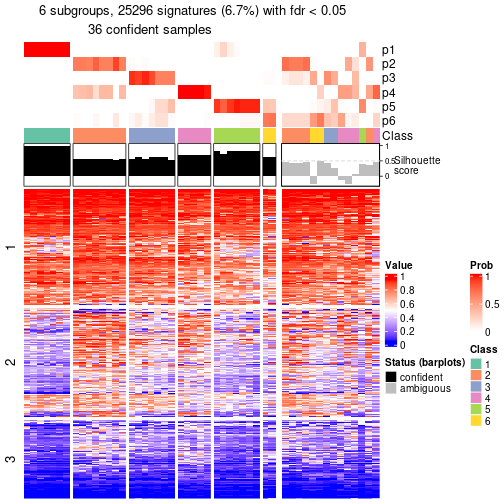 6 subgroups, 25296 signatures (6.7%) with fdr < 0.05
36 confident samples
p1
p2
p3
p4
p5
p6
Class
1
0.5
0
Silhouette
score
1
2
3
Value
1
0.8
0.6
0.4
0.2
0
Status (barplots)
confident
ambiguous
Prob
1
0.5
0
Class
1
2
3
4
5
6